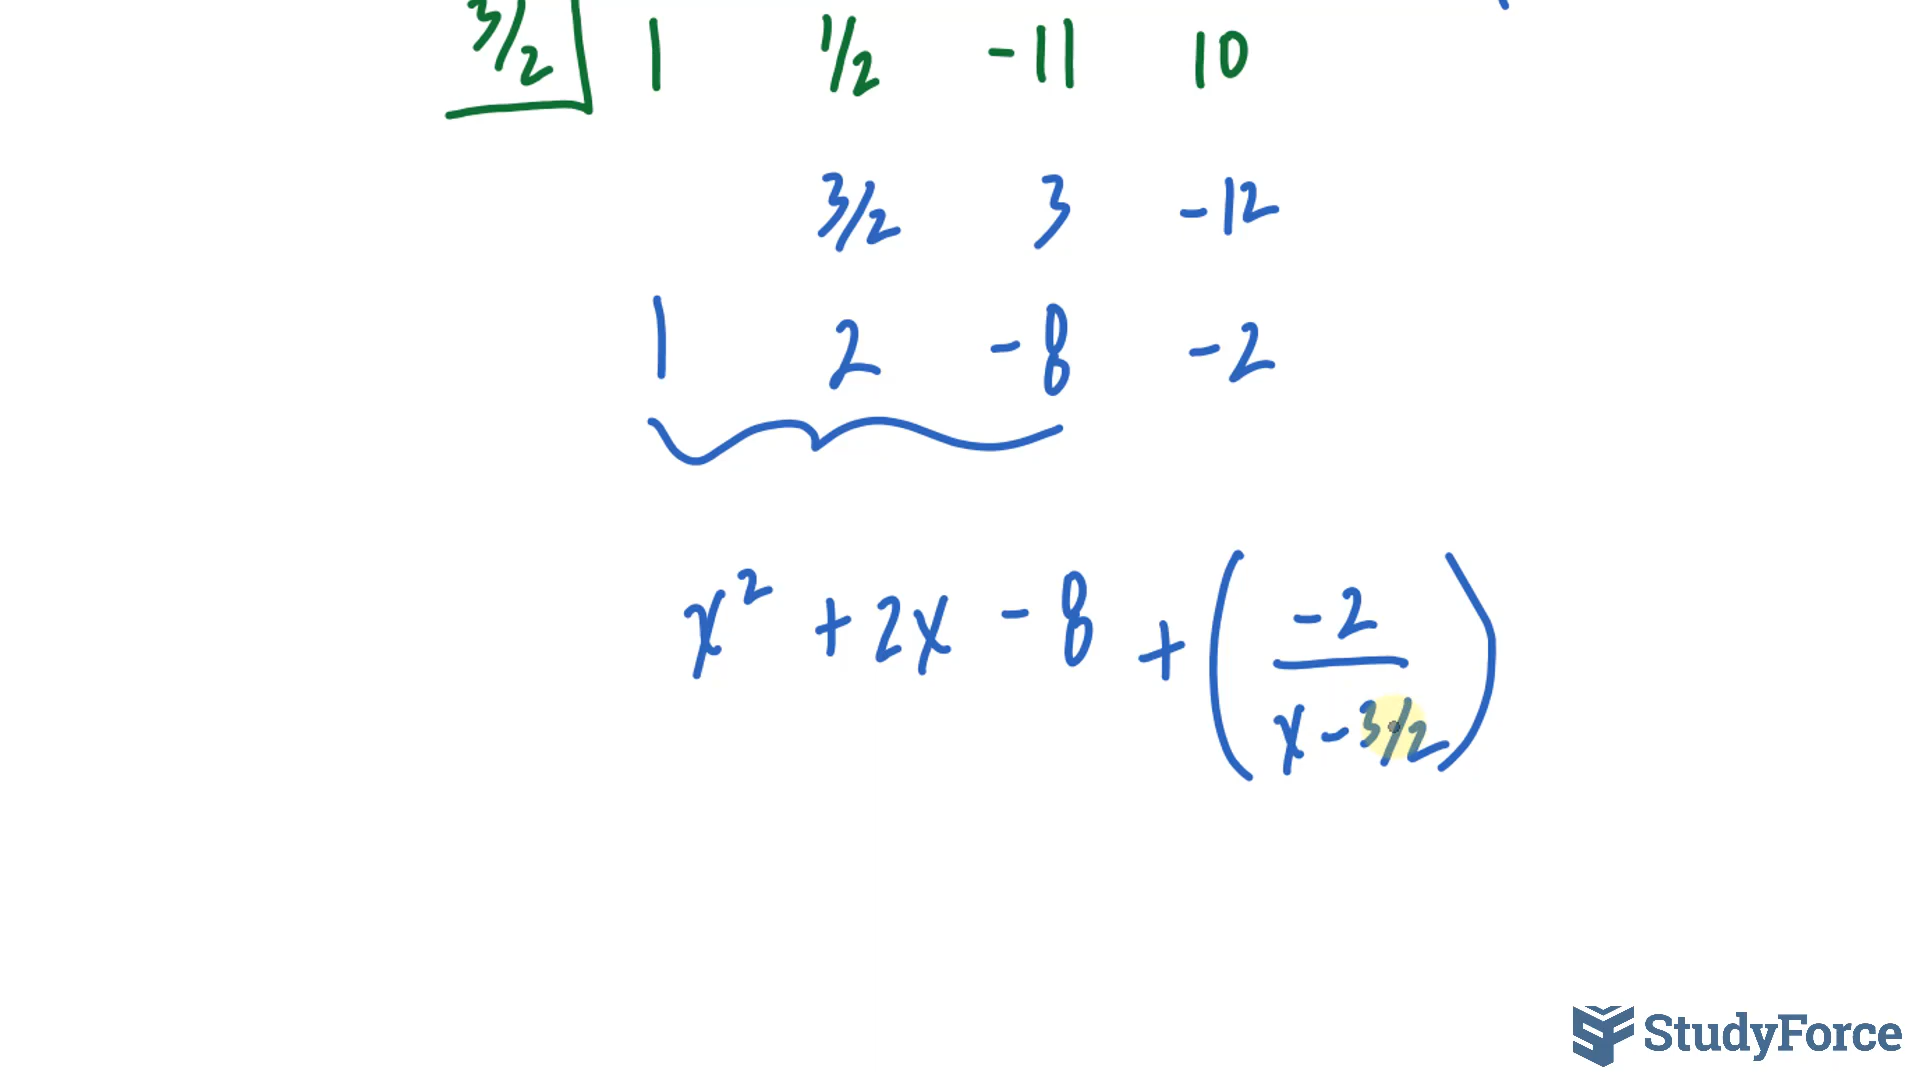 3/2 1 1/2 -11 10
3/2 3 -12
1 2 -8 -2
x² + 2x - 8 + (-2 / x - 3/2)
StudyForce